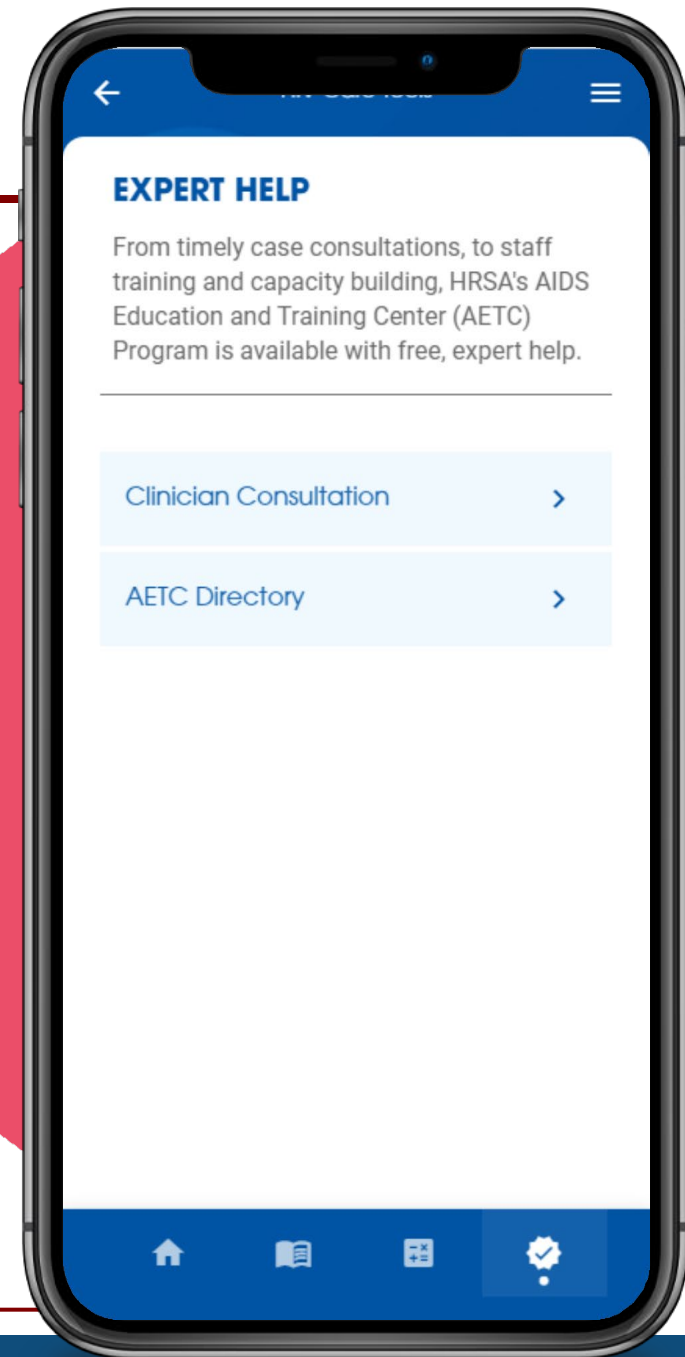 EXPERT HELP
From timely case consultations, to staff
training and capacity building, HRSA's AIDS
Education and Training Center (AETC)
Program is available with free, expert help.
Clinician Consultation
AETC Directory